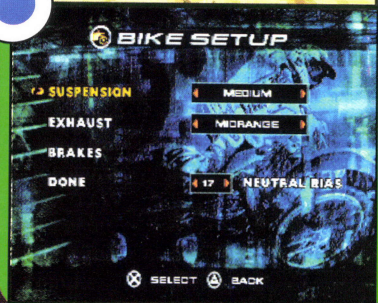 BIKE SETUP
SUSPENSION MEDIUM
EXHAUST MIDRANGE
BRAKES
DONE 17 NEUTRAL BIAS
SELECT BACK